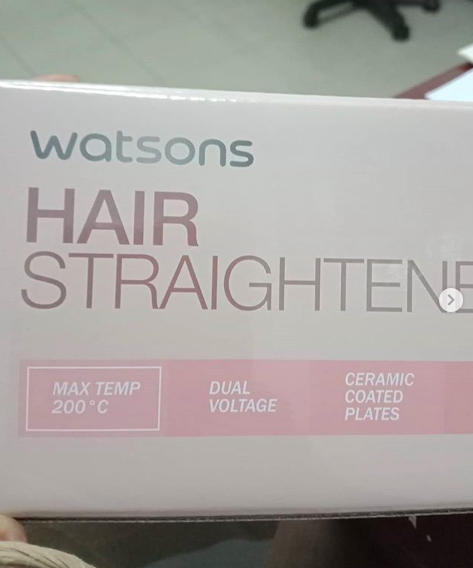 watsons
HAIR
STRAIGHTENE
MAX TEMP
200°C
DUAL
VOLTAGE
CERAMIC
COATED
PLATES